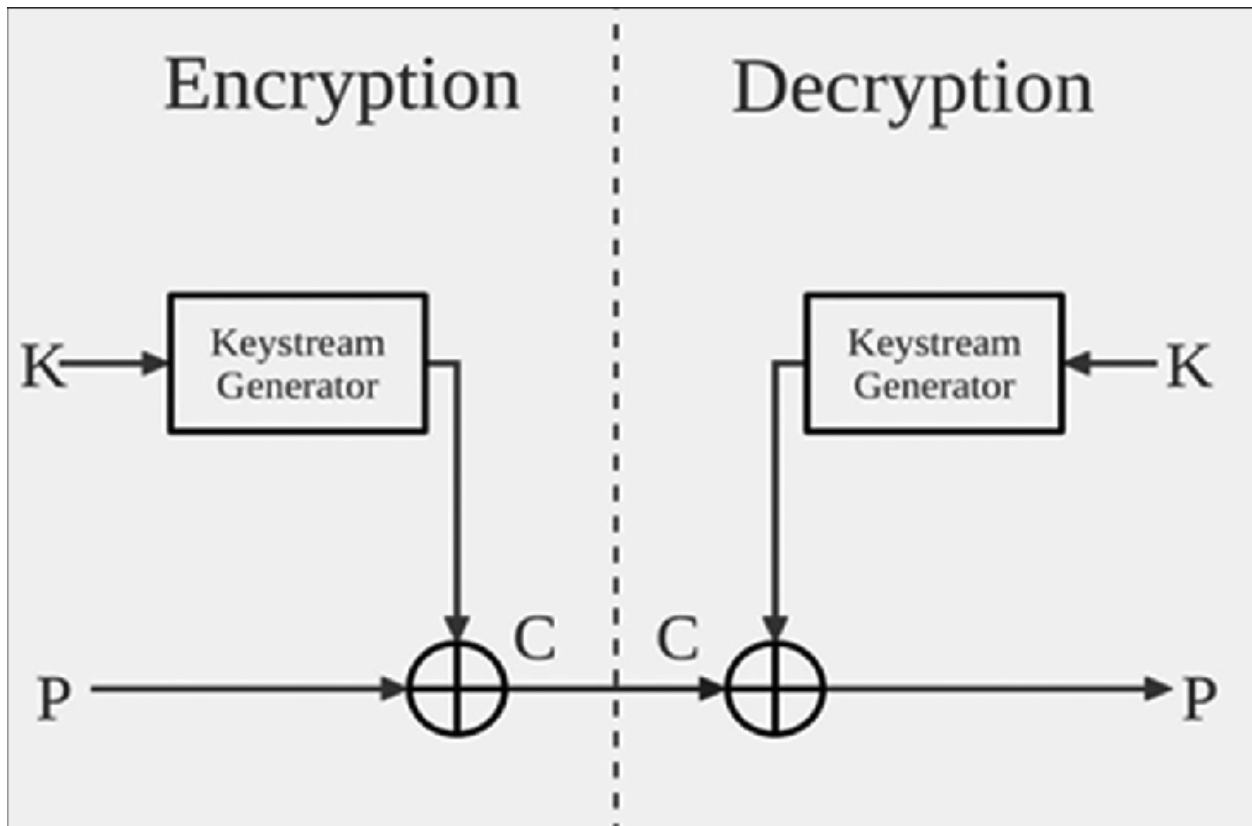 Encryption
Decryption
K
Keystream
Generator
Keystream
Generator
K
C
C
P
P